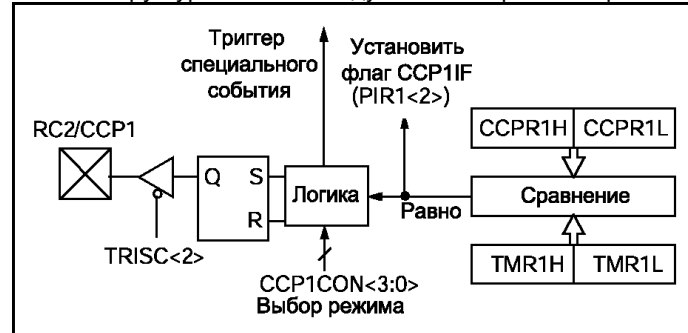 Триггер
специального
события
Установить
флаг CCP1IF
(PIR1<2>)
RC2/CCP1
CCPR1H CCPR1L
Q S
R
Логика
Равно
Сравнение
TRISC<2>
TMR1H TMR1L
CCP1CON<3:0>
Выбор режима